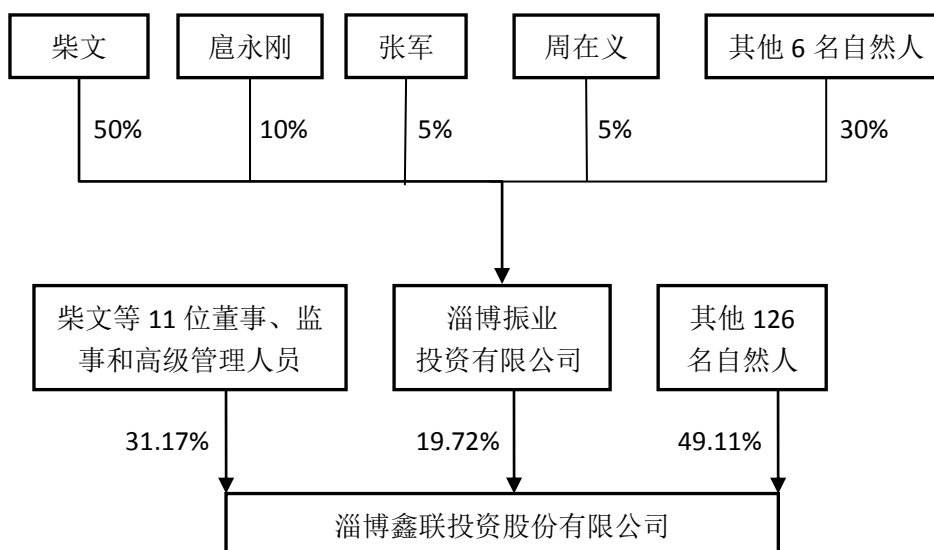 柴文
扈永刚
张军
周在义
其他 6 名自然人
50%
10%
5%
5%
30%
柴文等 11 位董事、监
事和高级管理人员
淄博振业
投资有限公司
其他 126
名自然人
31.17%
19.72%
49.11%
淄博鑫联投资股份有限公司